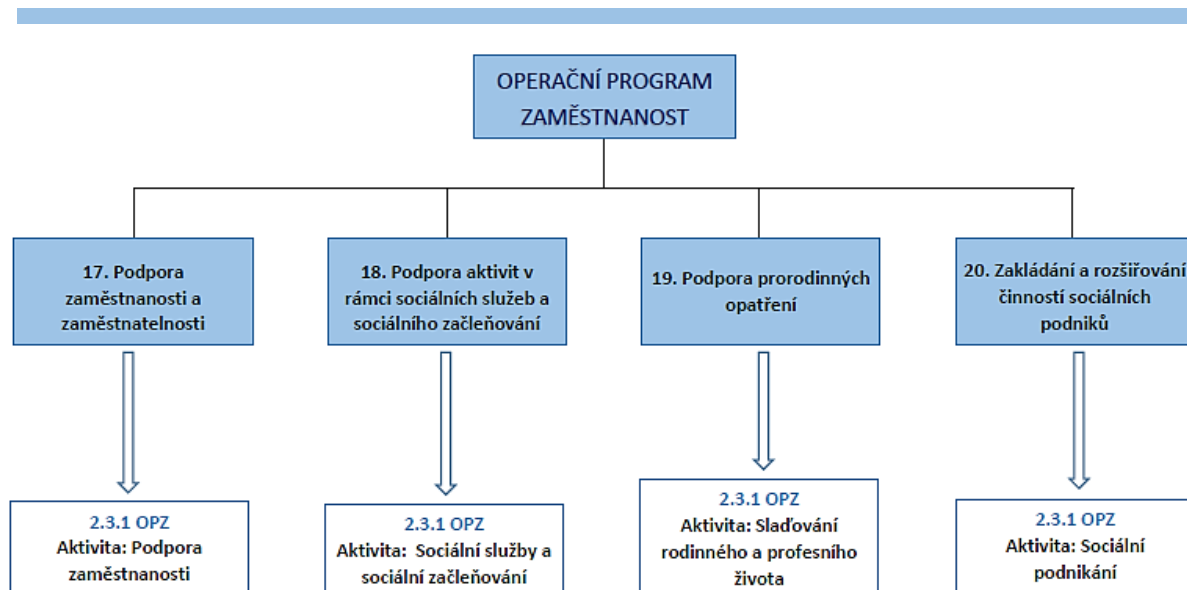 OPERAČNÍ PROGRAM
ZAMĚSTNANOST
17. Podpora
zaměstnanosti a
zaměstnatelnosti
18. Podpora aktivit v
rámci sociálních služeb a
sociálního začleňování
19. Podpora prorodinných
opatření
20. Zakládání a rozšiřování
činností sociálních
podniků
2.3.1 OPZ
Aktivita: Podpora
zaměstnanosti
2.3.1 OPZ
Aktivita: Sociální služby a
sociální začleňování
2.3.1 OPZ
Aktivita: Slaďování
rodinného a profesního
života
2.3.1 OPZ
Aktivita: Sociální
podnikání